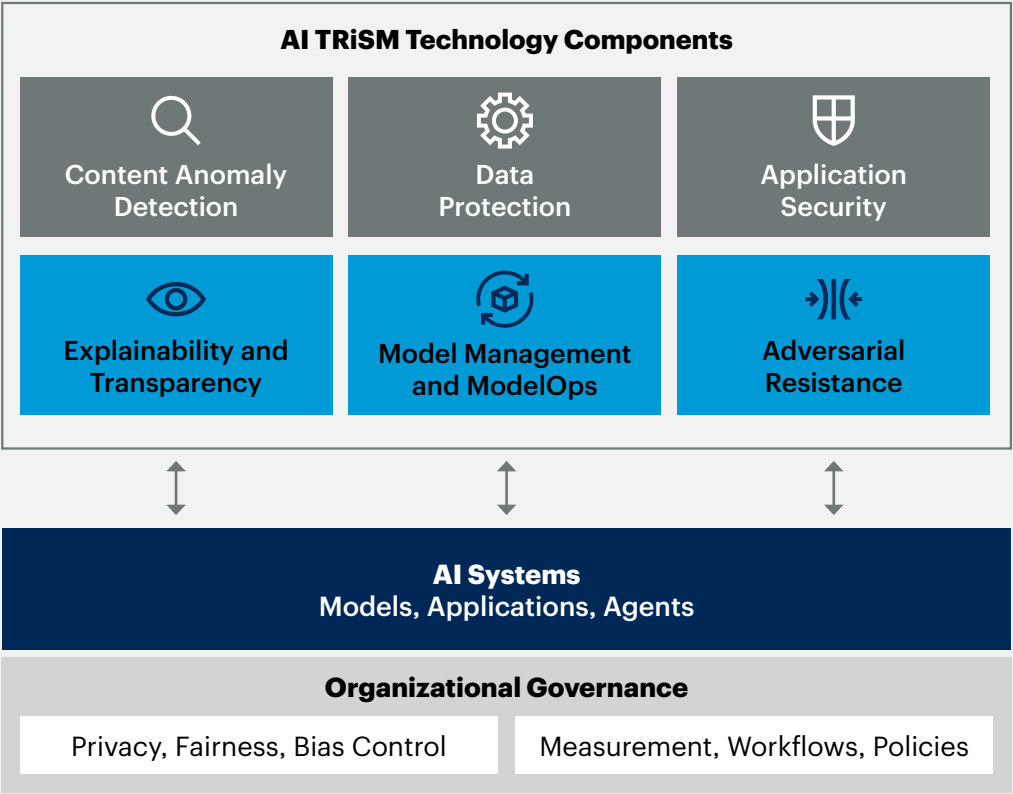 AI TRiSM Technology Components
Content Anomaly
Detection
Data
Protection
Application
Security
Explainability and
Transparency
Model Management
and ModelOps
Adversarial
Resistance
AI Systems
Models, Applications, Agents
Organizational Governance
Privacy, Fairness, Bias Control
Measurement, Workflows, Policies